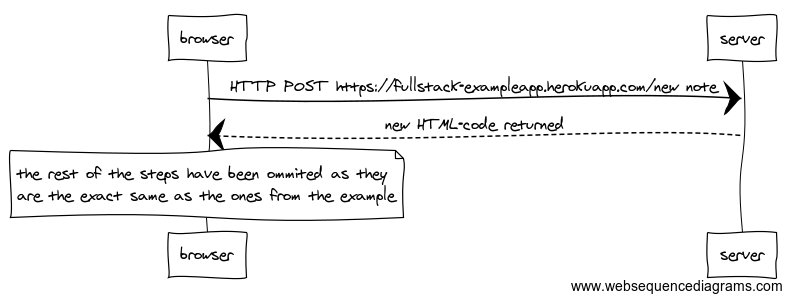 browser
server
HTTP POST https://fullstack-exampleapp.herokuapp.com/new note
new HTML-code returned
the rest of the steps have been ommited as they
are the exact same as the ones from the example
browser
server
www.websequencediagrams.com